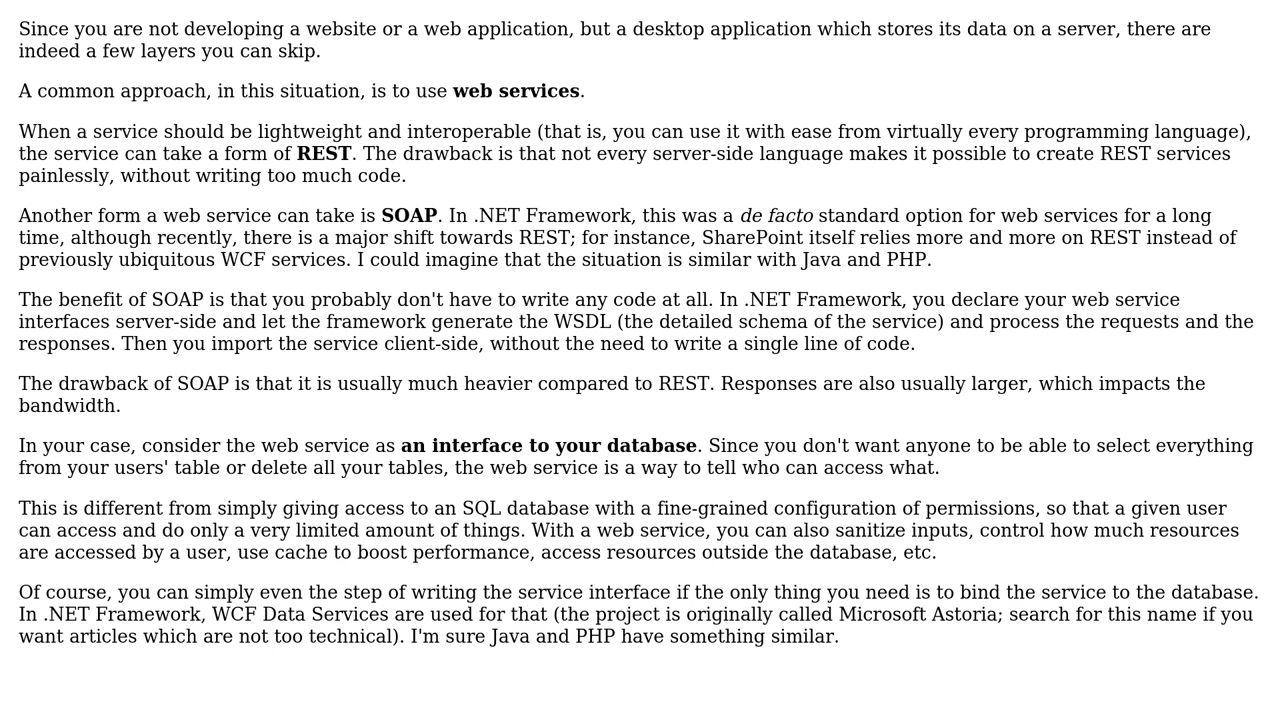 Since you are not developing a website or a web application, but a desktop application which stores its data on a server, there are
indeed a few layers you can skip.
A common approach, in this situation, is to use web services.
When a service should be lightweight and interoperable (that is, you can use it with ease from virtually every programming language),
the service can take a form of REST. The drawback is that not every server-side language makes it possible to create REST services
painlessly, without writing too much code.
Another form a web service can take is SOAP. In .NET Framework, this was a de facto standard option for web services for a long
time, although recently, there is a major shift towards REST; for instance, SharePoint itself relies more and more on REST instead of
previously ubiquitous WCF services. I could imagine that the situation is similar with Java and PHP.
The benefit of SOAP is that you probably don't have to write any code at all. In .NET Framework, you declare your web service
interfaces server-side and let the framework generate the WSDL (the detailed schema of the service) and process the requests and the
responses. Then you import the service client-side, without the need to write a single line of code.
The drawback of SOAP is that it is usually much heavier compared to REST. Responses are also usually larger, which impacts the
bandwidth.
In your case, consider the web service as an interface to your database. Since you don't want anyone to be able to select everything
from your users' table or delete all your tables, the web service is a way to tell who can access what.
This is different from simply giving access to an SQL database with a fine-grained configuration of permissions, so that a given user
can access and do only a very limited amount of things. With a web service, you can also sanitize inputs, control how much resources
are accessed by a user, use cache to boost performance, access resources outside the database, etc.
Of course, you can simply even the step of writing the service interface if the only thing you need is to bind the service to the database.
In .NET Framework, WCF Data Services are used for that (the project is originally called Microsoft Astoria; search for this name if you
want articles which are not too technical). I'm sure Java and PHP have something similar.